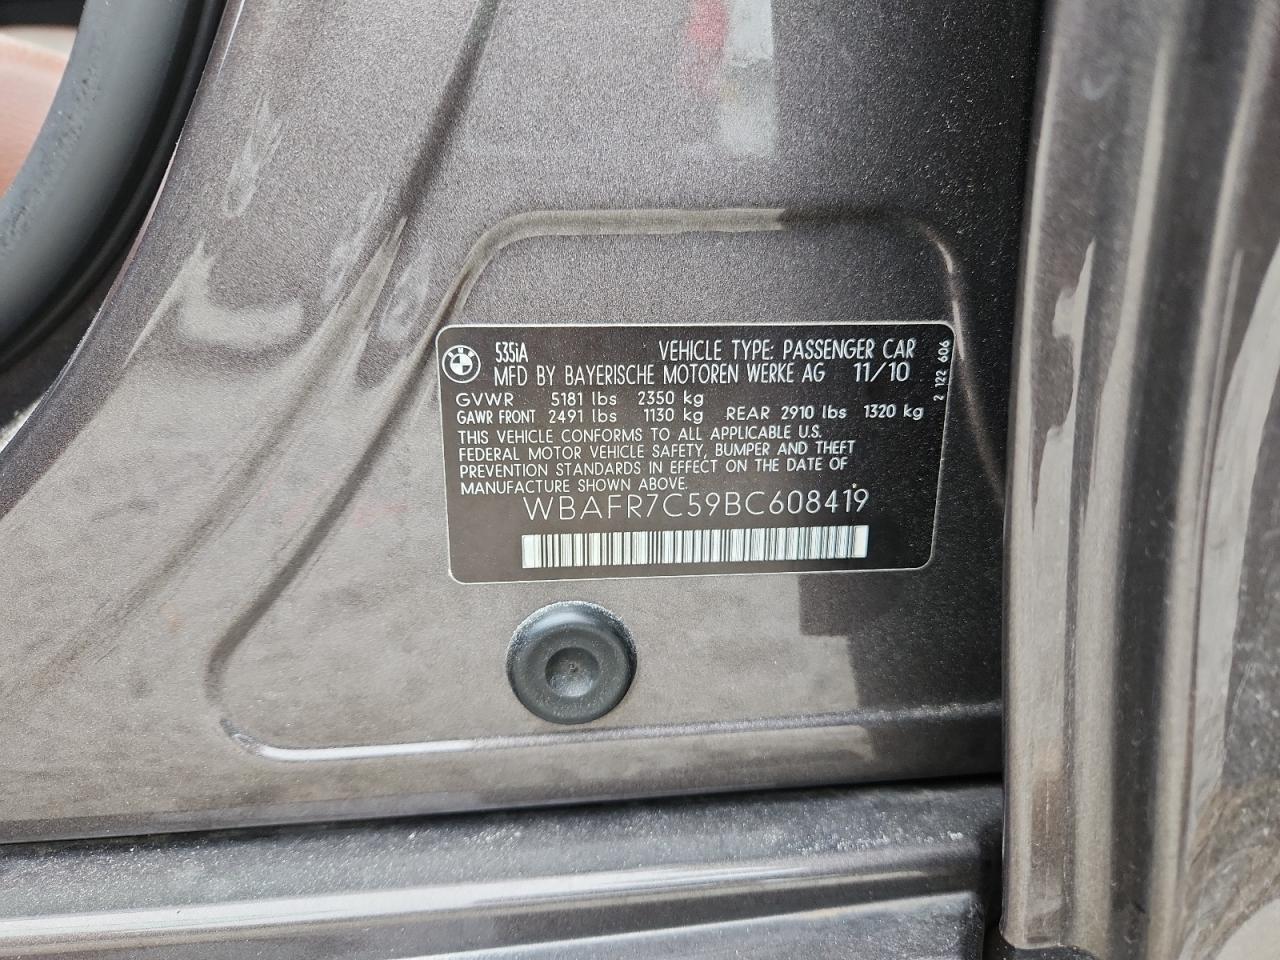 535iA VEHICLE TYPE: PASSENGER CAR
MFD BY BAYERISCHE MOTOREN WERKE AG 11/10
GVWR 5181 lbs 2350 kg
GAWR FRONT 2491 lbs 1130 kg REAR 2910 lbs 1320 kg
THIS VEHICLE CONFORMS TO ALL APPLICABLE U.S.
FEDERAL MOTOR VEHICLE SAFETY, BUMPER AND THEFT
PREVENTION STANDARDS IN EFFECT ON THE DATE OF
MANUFACTURE SHOWN ABOVE.
WBAFR7C59BC608419
2 122 606